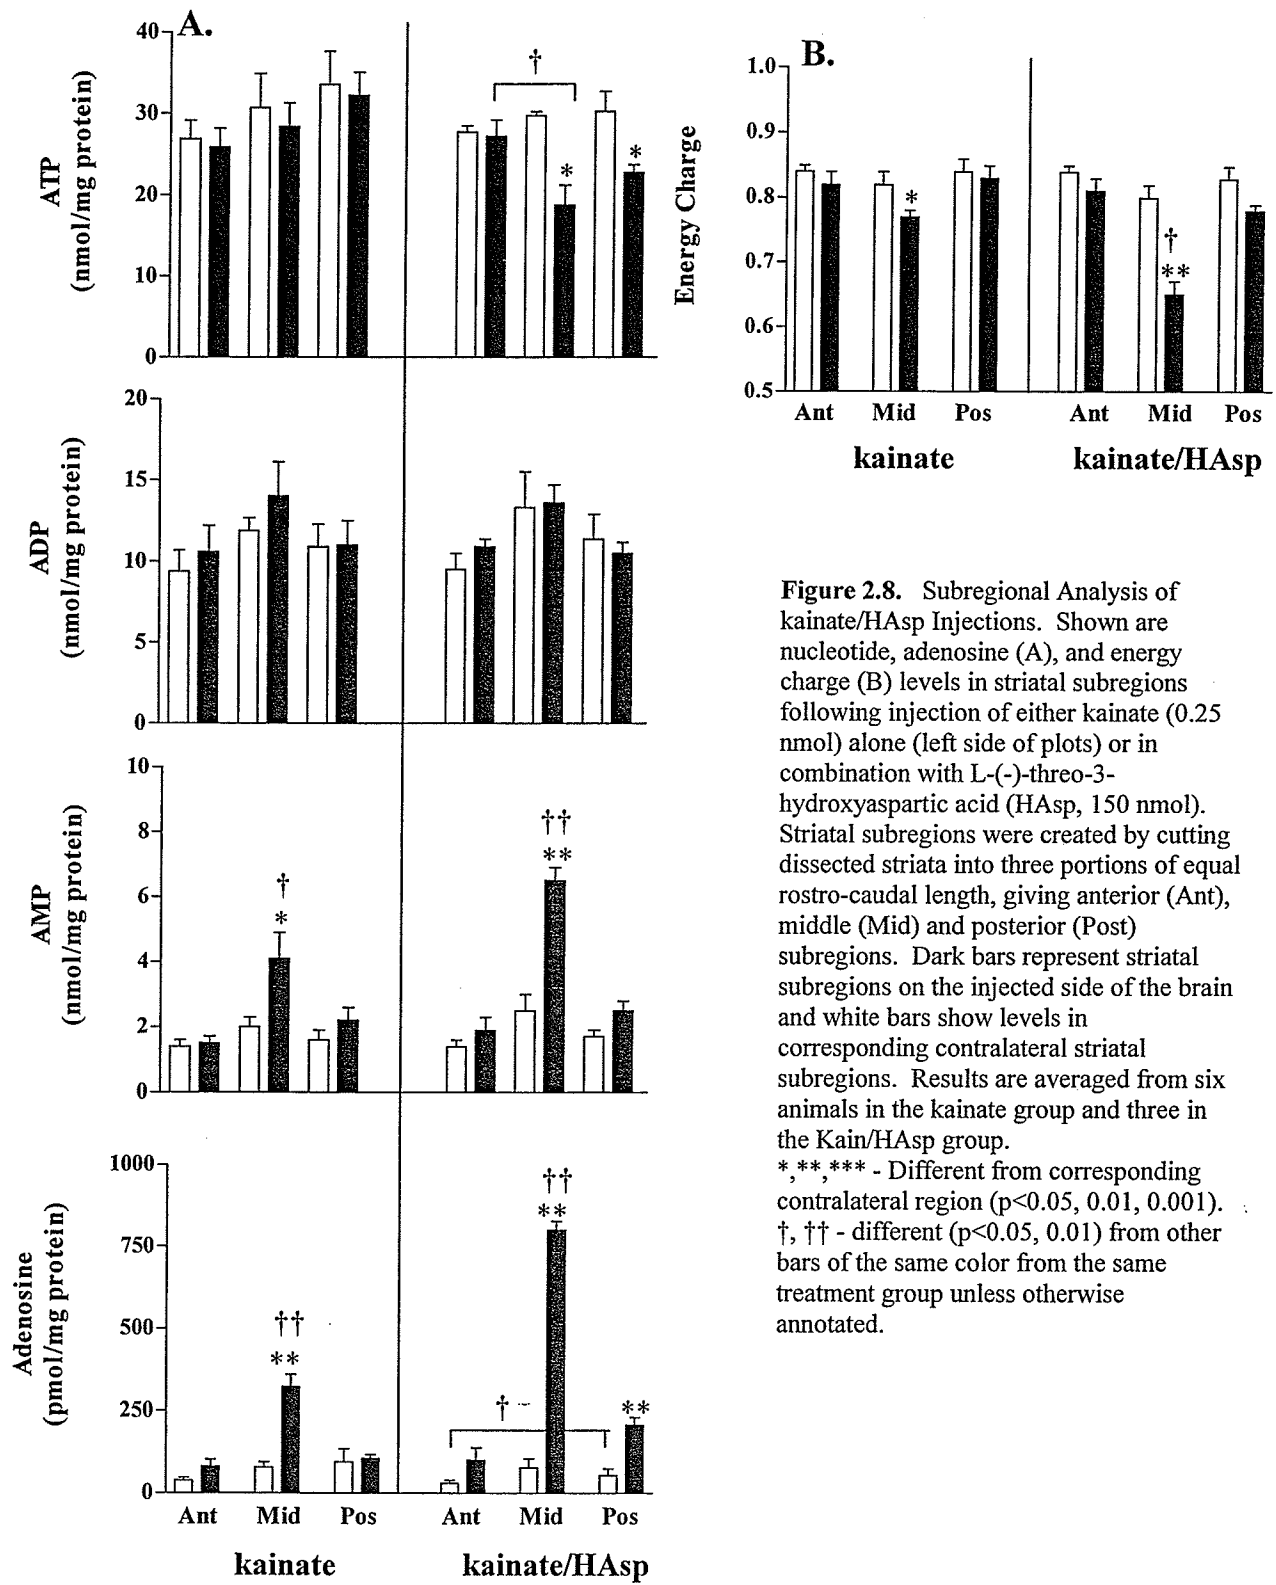 A.
40
30
20
10
0
ATP
(nmol/mg protein)
†
*
*
20
15
10
5
0
ADP
(nmol/mg protein)
10
8
6
4
2
0
AMP
(nmol/mg protein)
†
*
††
**
1000
750
500
250
0
Adenosine
(pmol/mg protein)
††
**
††
**
†
**
Ant Mid Pos Ant Mid Pos
kainate kainate/HAsp
B.
1.0
0.9
0.8
0.7
0.6
0.5
Energy Charge
*
†
**
Ant Mid Pos Ant Mid Pos
kainate kainate/HAsp
Figure 2.8. Subregional Analysis of
kainate/HAsp Injections. Shown are
nucleotide, adenosine (A), and energy
charge (B) levels in striatal subregions
following injection of either kainate (0.25
nmol) alone (left side of plots) or in
combination with L-(-)-threo-3-
hydroxyaspartic acid (HAsp, 150 nmol).
Striatal subregions were created by cutting
dissected striata into three portions of equal
rostro-caudal length, giving anterior (Ant),
middle (Mid) and posterior (Post)
subregions. Dark bars represent striatal
subregions on the injected side of the brain
and white bars show levels in
corresponding contralateral striatal
subregions. Results are averaged from six
animals in the kainate group and three in
the Kain/HAsp group.
*,**,*** - Different from corresponding
contralateral region (p<0.05, 0.01, 0.001).
†, †† - different (p<0.05, 0.01) from other
bars of the same color from the same
treatment group unless otherwise
annotated.